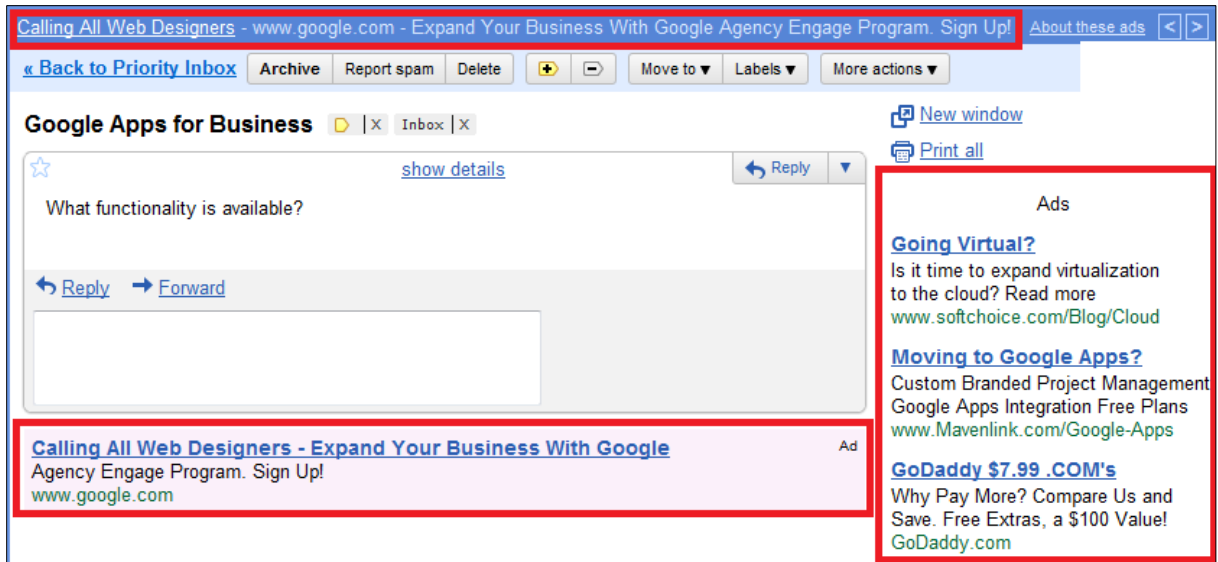 Calling All Web Designers - www.google.com - Expand Your Business With Google Agency Engage Program. Sign Up! About these ads < >
« Back to Priority Inbox Archive Report spam Delete Move to ▼ Labels ▼ More actions ▼
Google Apps for Business | X Inbox | X
show details Reply ▼
What functionality is available?
Reply Forward
Calling All Web Designers - Expand Your Business With Google Ad
Agency Engage Program. Sign Up!
www.google.com
New window
Print all
Ads
Going Virtual?
Is it time to expand virtualization
to the cloud? Read more
www.softchoice.com/Blog/Cloud
Moving to Google Apps?
Custom Branded Project Management
Google Apps Integration Free Plans
www.Mavenlink.com/Google-Apps
GoDaddy $7.99 .COM's
Why Pay More? Compare Us and
Save. Free Extras, a $100 Value!
GoDaddy.com